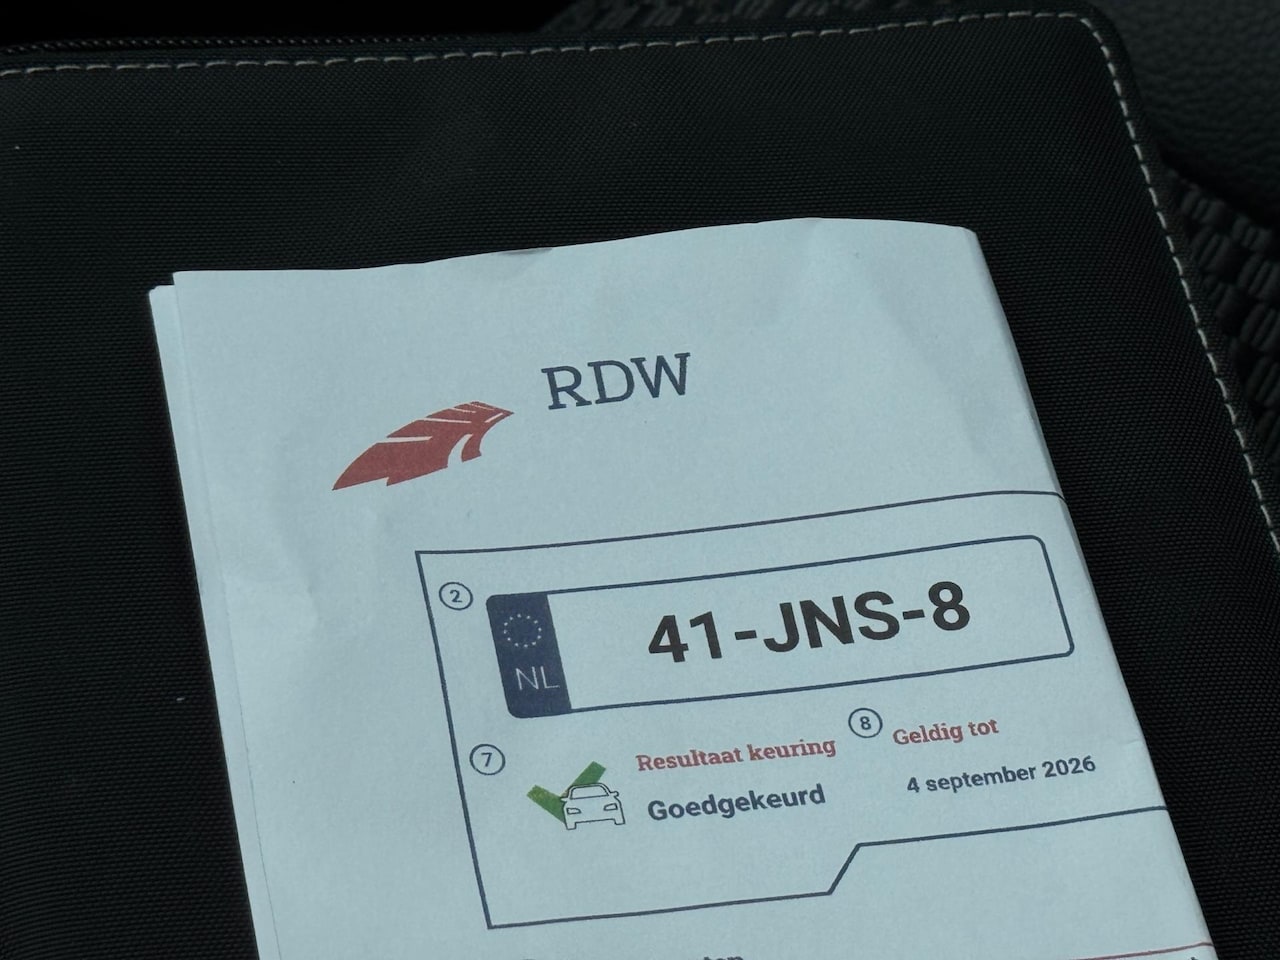 RDW
2
NL
41-JNS-8
7
Resultaat keuring
8
Geldig tot
Goedgekeurd
4 september 2026